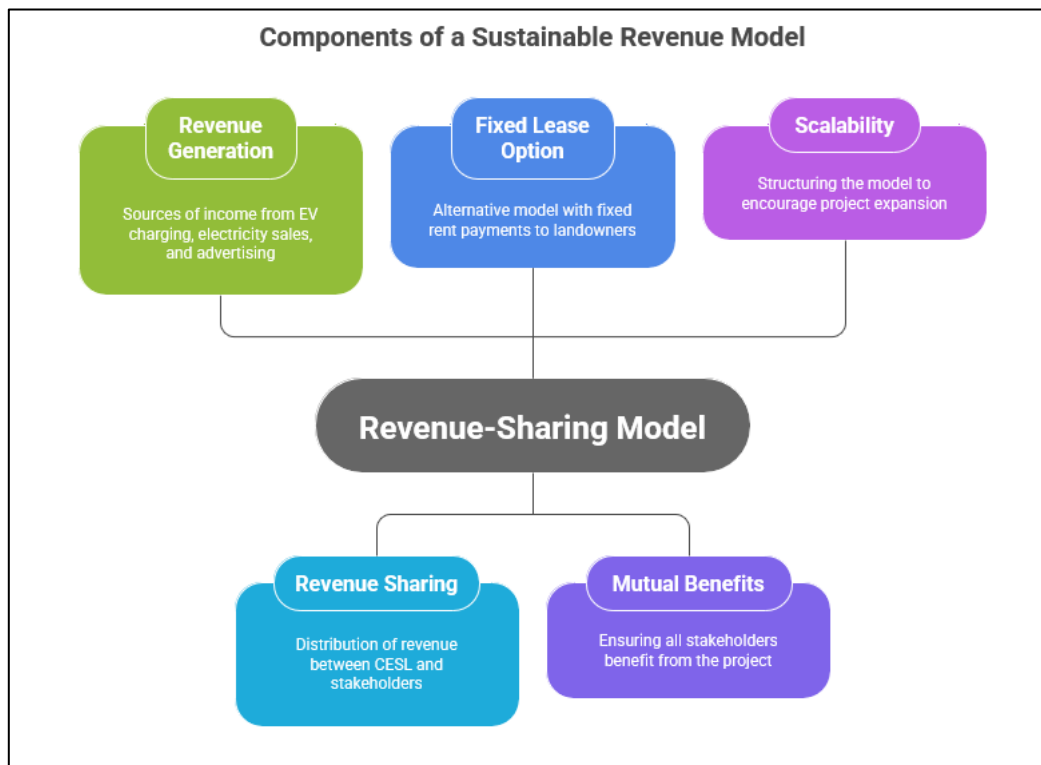 Components of a Sustainable Revenue Model
Revenue
Generation
Sources of income from EV
charging, electricity sales,
and advertising
Fixed Lease
Option
Alternative model with fixed
rent payments to landowners
Scalability
Structuring the model to
encourage project expansion
Revenue-Sharing Model
Revenue Sharing
Distribution of revenue
between CESL and
stakeholders
Mutual Benefits
Ensuring all stakeholders
benefit from the project